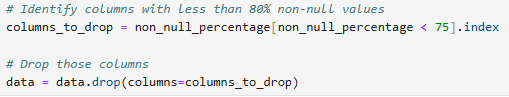 # Identify columns with less than 80% non-null values
columns_to_drop = non_null_percentage[non_null_percentage < 75].index
# Drop those columns
data = data.drop(columns=columns_to_drop)